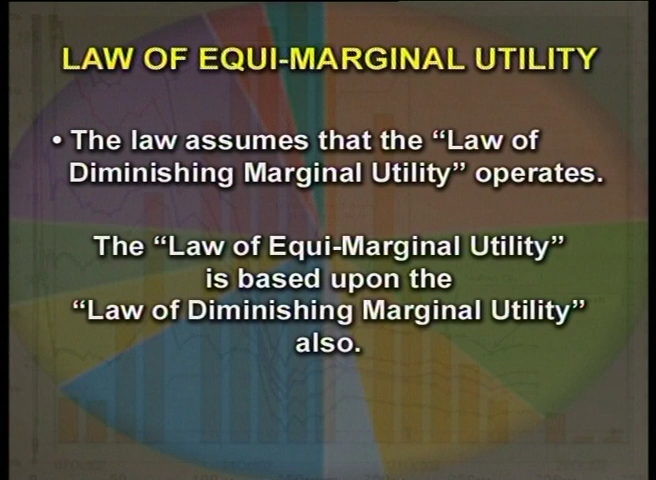 LAW OF EQUI-MARGINAL UTILITY
• The law assumes that the “Law of
Diminishing Marginal Utility” operates.
The “Law of Equi-Marginal Utility”
is based upon the
“Law of Diminishing Marginal Utility”
also.